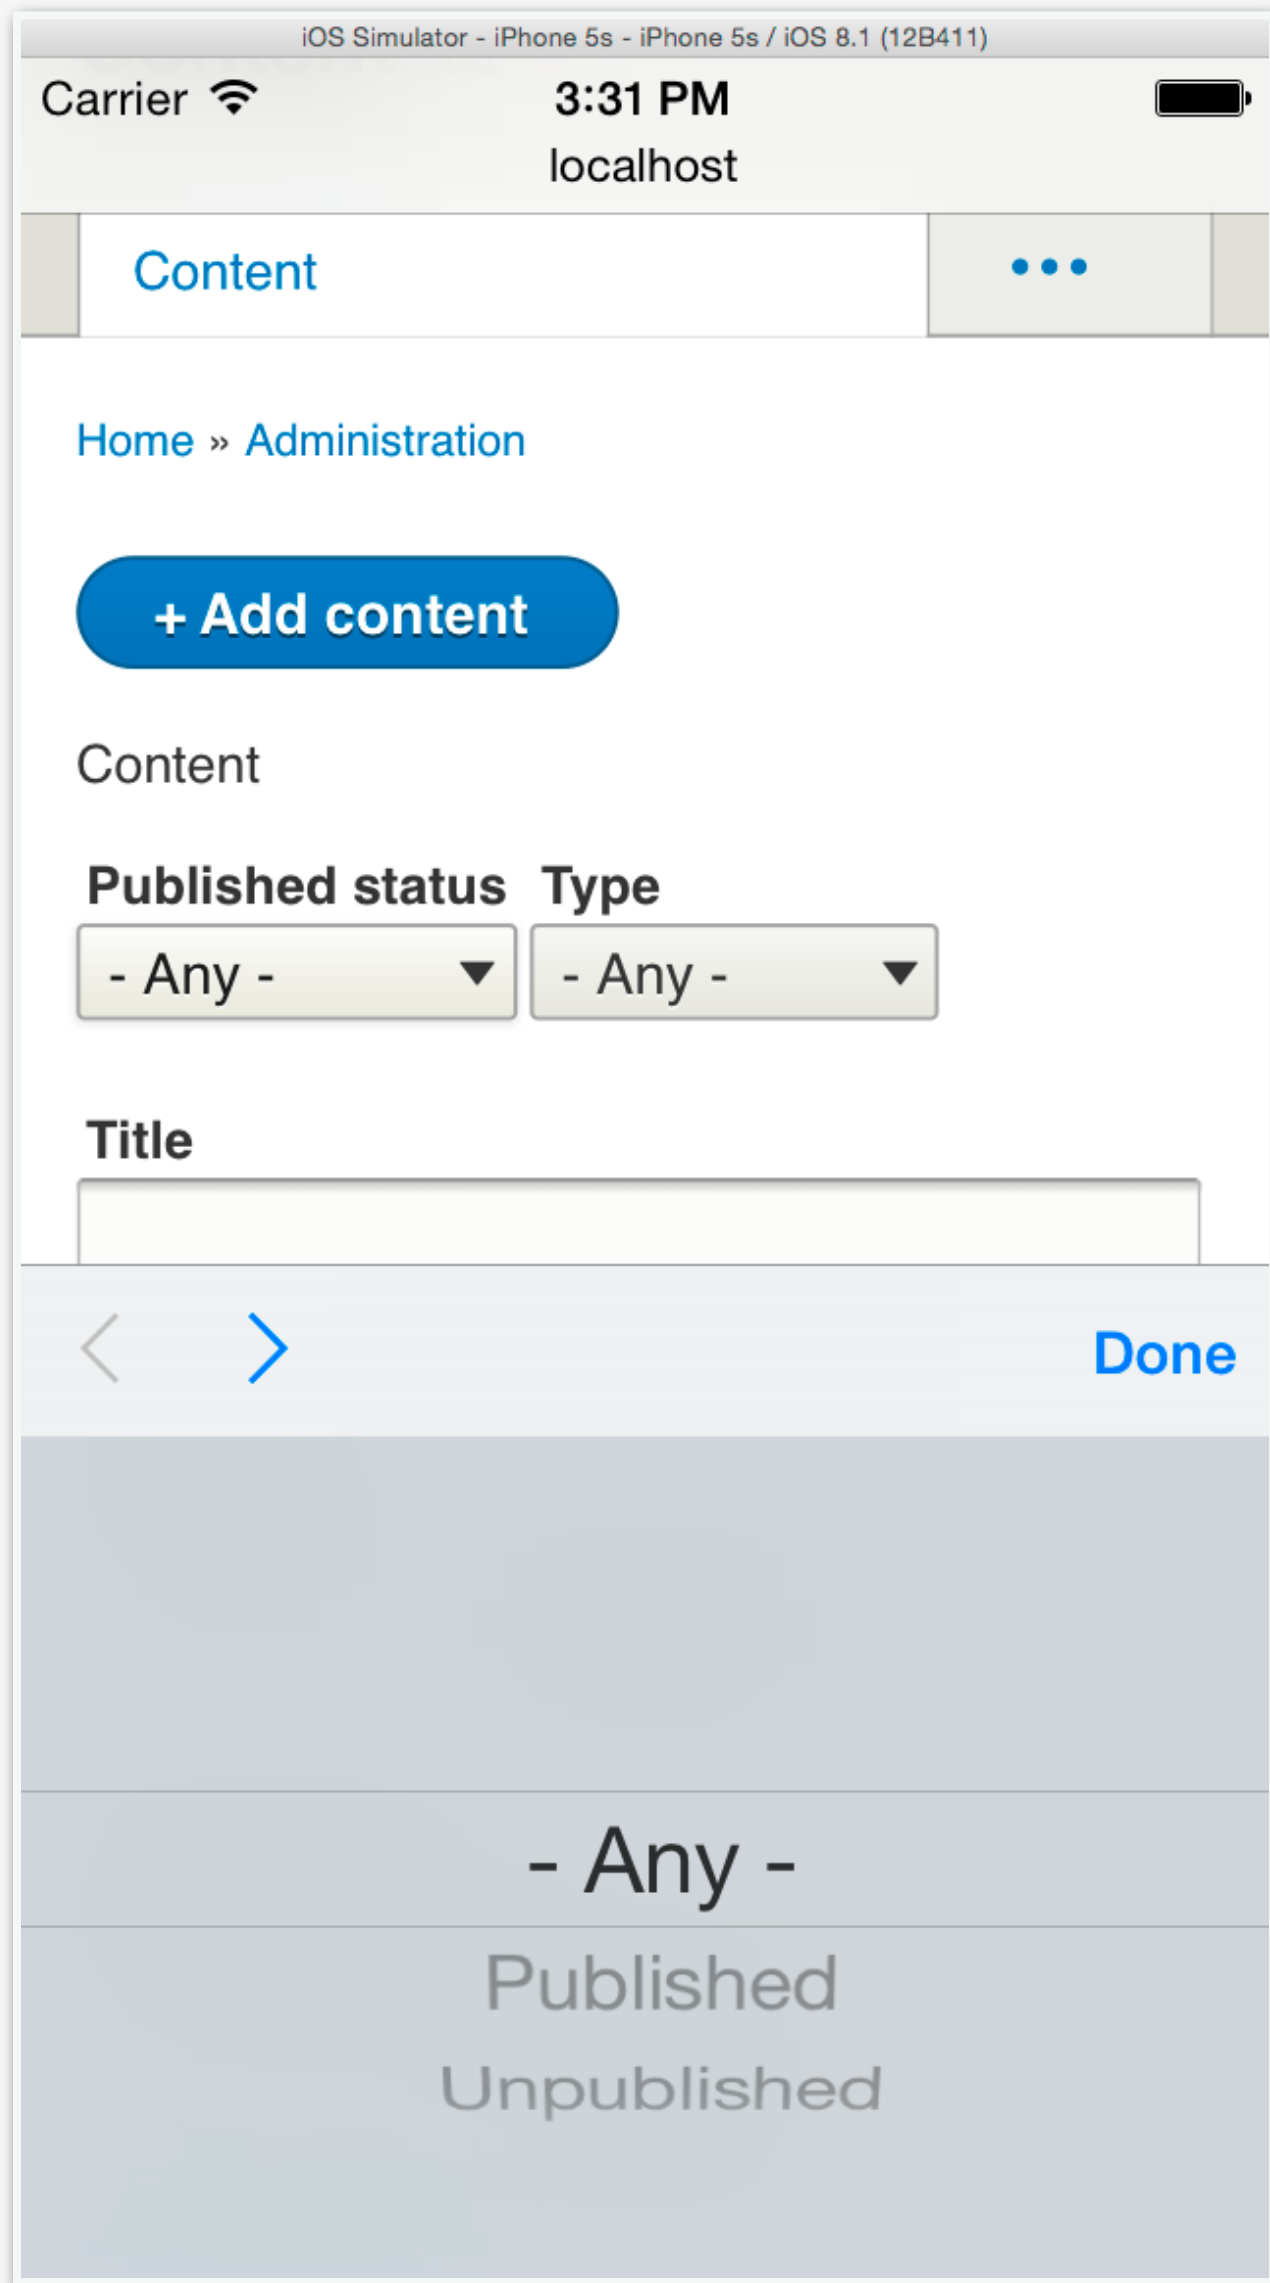 iOS Simulator - iPhone 5s - iPhone 5s / iOS 8.1 (12B411)
Carrier 3:31 PM
localhost
Content •••
Home » Administration
+ Add content
Content
Published status Type
- Any - - Any -
Title
Done
- Any -
Published
Unpublished